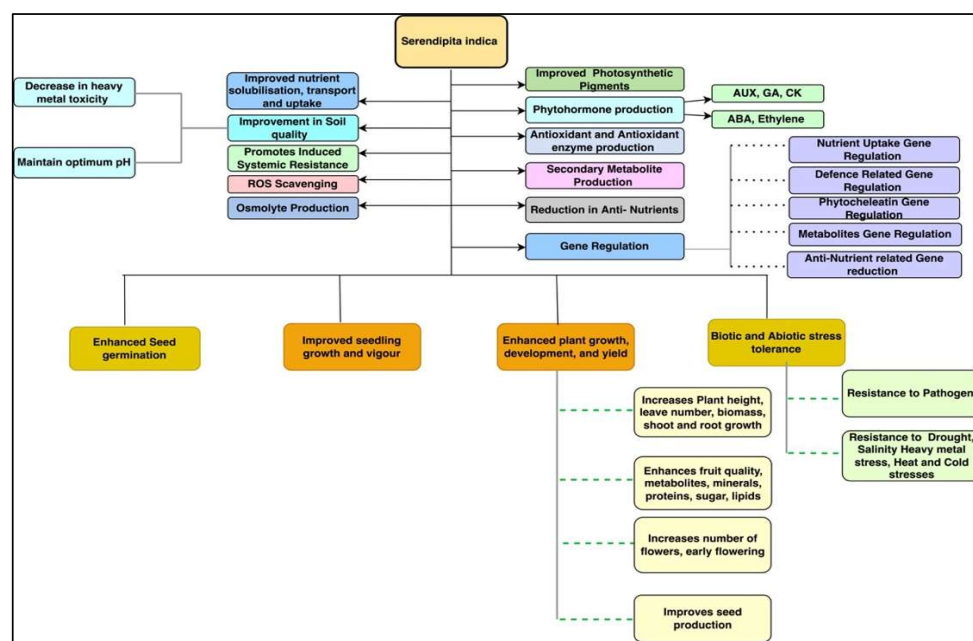 Serendipita indica
Decrease in heavy
metal toxicity
Maintain optimum pH
Improved nutrient
solubilisation, transport
and uptake
Improvement in Soil
quality
Promotes Induced
Systemic Resistance
ROS Scavenging
Osmolyte Production
Improved Photosynthetic
Pigments
Phytohormone production
Antioxidant and Antioxidant
enzyme production
Secondary Metabolite
Production
Reduction in Anti- Nutrients
Gene Regulation
AUX, GA, CK
ABA, Ethylene
Nutrient Uptake Gene
Regulation
Defence Related Gene
Regulation
Phytocheleatin Gene
Regulation
Metabolites Gene Regulation
Anti-Nutrient related Gene
reduction
Enhanced Seed
germination
Improved seedling
growth and vigour
Enhanced plant growth,
development, and yield
Biotic and Abiotic stress
tolerance
Increases Plant height,
leave number, biomass,
shoot and root growth
Enhances fruit quality,
metabolites, minerals,
proteins, sugar, lipids
Increases number of
flowers, early flowering
Improves seed
production
Resistance to Pathogen
Resistance to Drought,
Salinity Heavy metal
stress, Heat and Cold
stresses